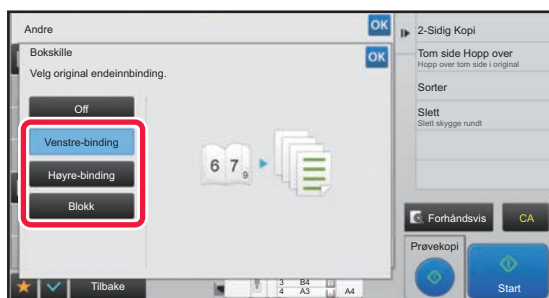 Andre
OK
Bokskille
OK
Velg original endeinnbinding.
Off
Venstre-binding
Høyre-binding
Blokk
6 7 9
Tilbake
3 B4
4 A3
A4
2-Sidig Kopi
Tom side Hopp over
Hopp over tom side i original
Sorter
Slett
Slett skygge rundt
Forhåndsvis
CA
Prøvekopi
Start